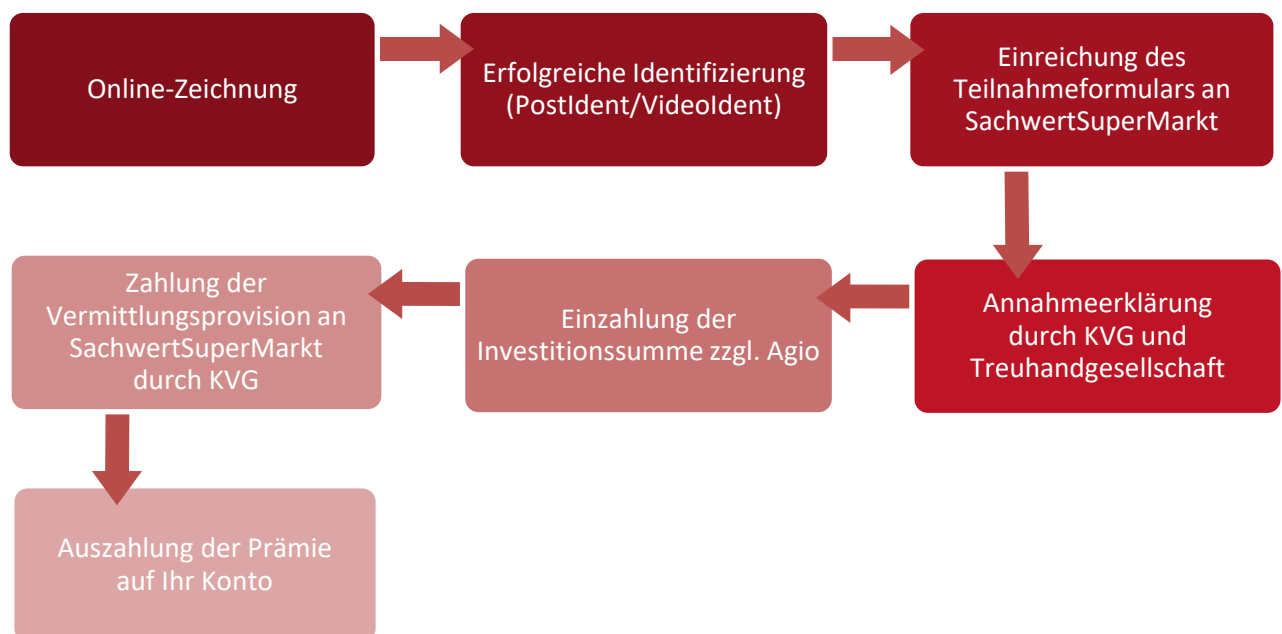 Online-Zeichnung
Erfolgreiche Identifizierung
(PostIdent/VideoIdent)
Einreichung des
Teilnahmeformulars an
SachwertSuperMarkt
Annahmeerklärung
durch KVG und
Treuhandgesellschaft
Einzahlung der
Investitionssumme zzgl. Agio
Zahlung der
Vermittlungsprovision an
SachwertSuperMarkt
durch KVG
Auszahlung der Prämie
auf Ihr Konto